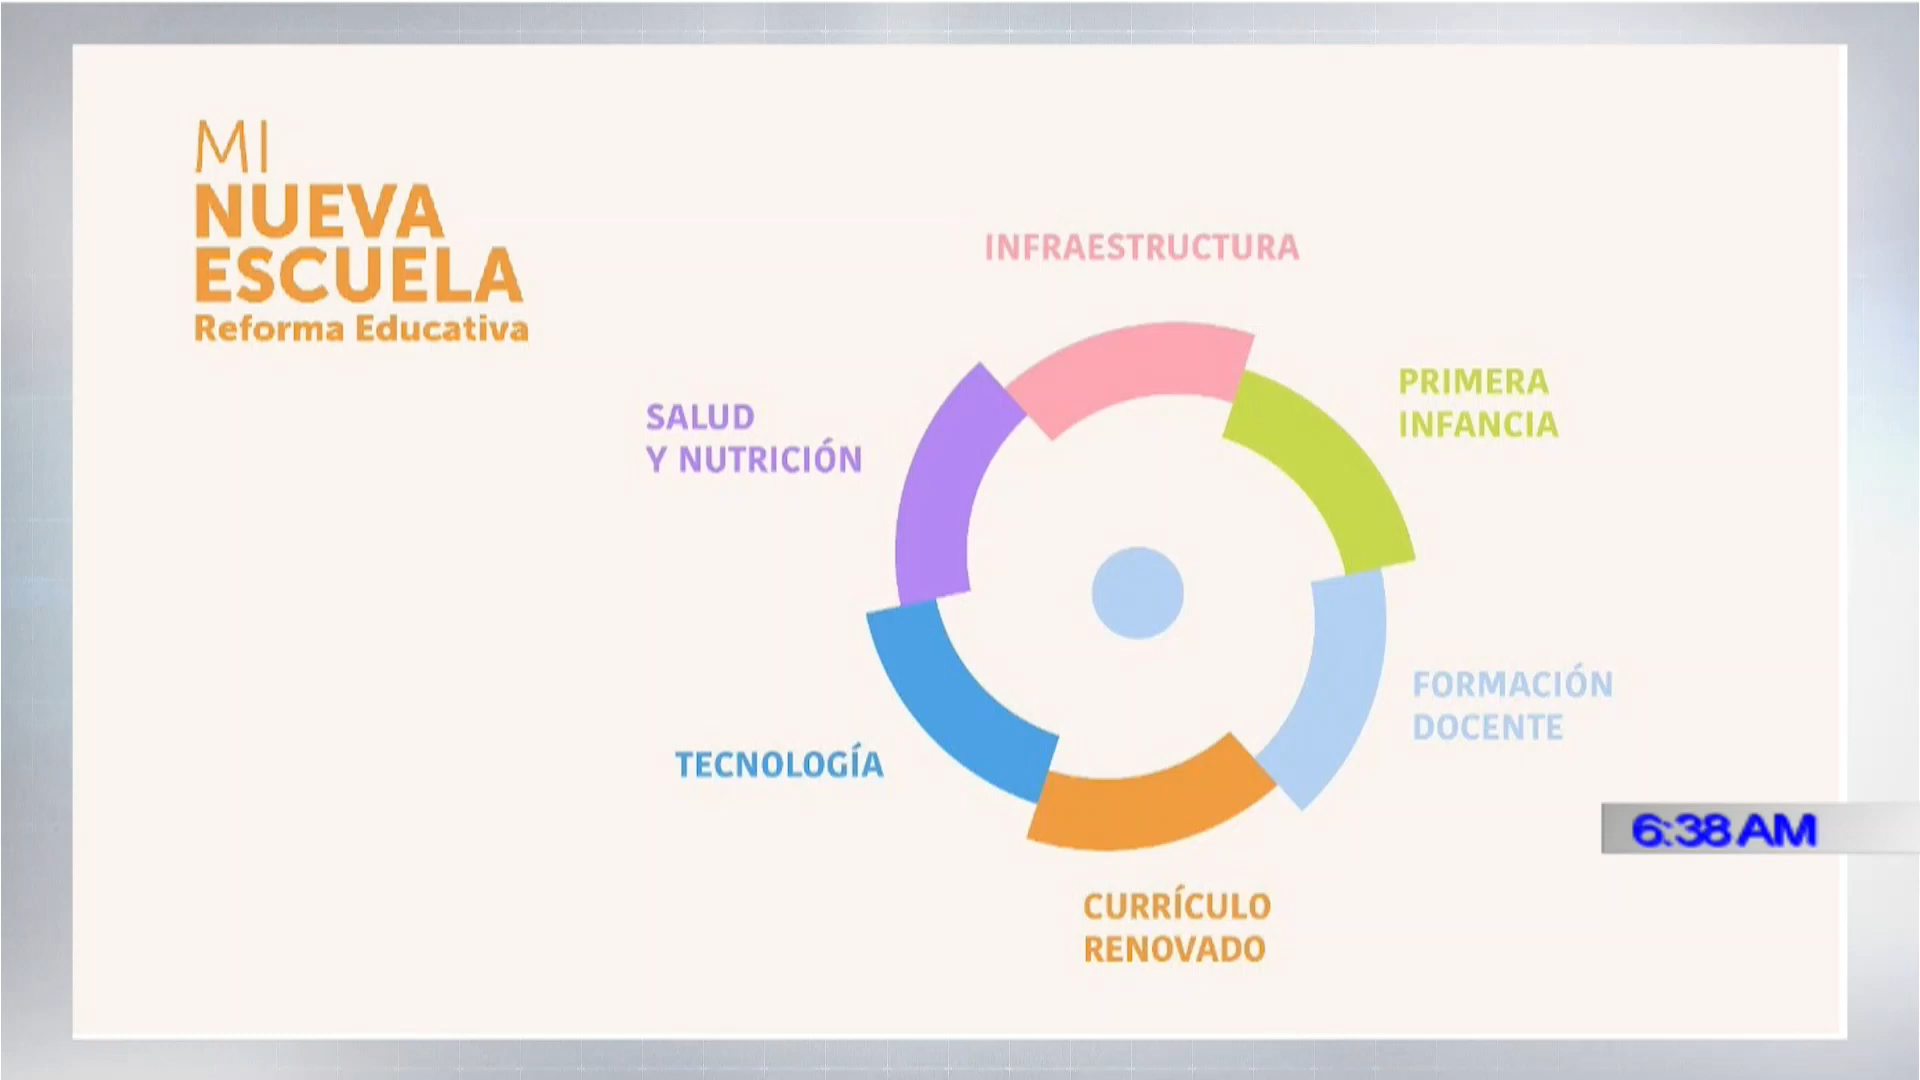 MI
NUEVA
ESCUELA
Reforma Educativa
INFRAESTRUCTURA
PRIMERA
INFANCIA
SALUD
Y NUTRICIÓN
FORMACIÓN
DOCENTE
TECNOLOGÍA
6:38 AM
CURRÍCULO
RENOVADO